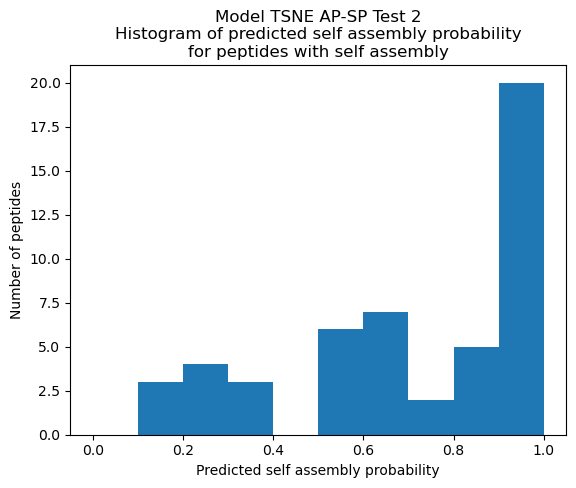 Model TSNE AP-SP Test 2
Histogram of predicted self assembly probability
for peptides with self assembly
20.0
17.5
15.0
12.5
10.0
7.5
5.0
2.5
0.0
Number of peptides
0.0 0.2 0.4 0.6 0.8 1.0
Predicted self assembly probability